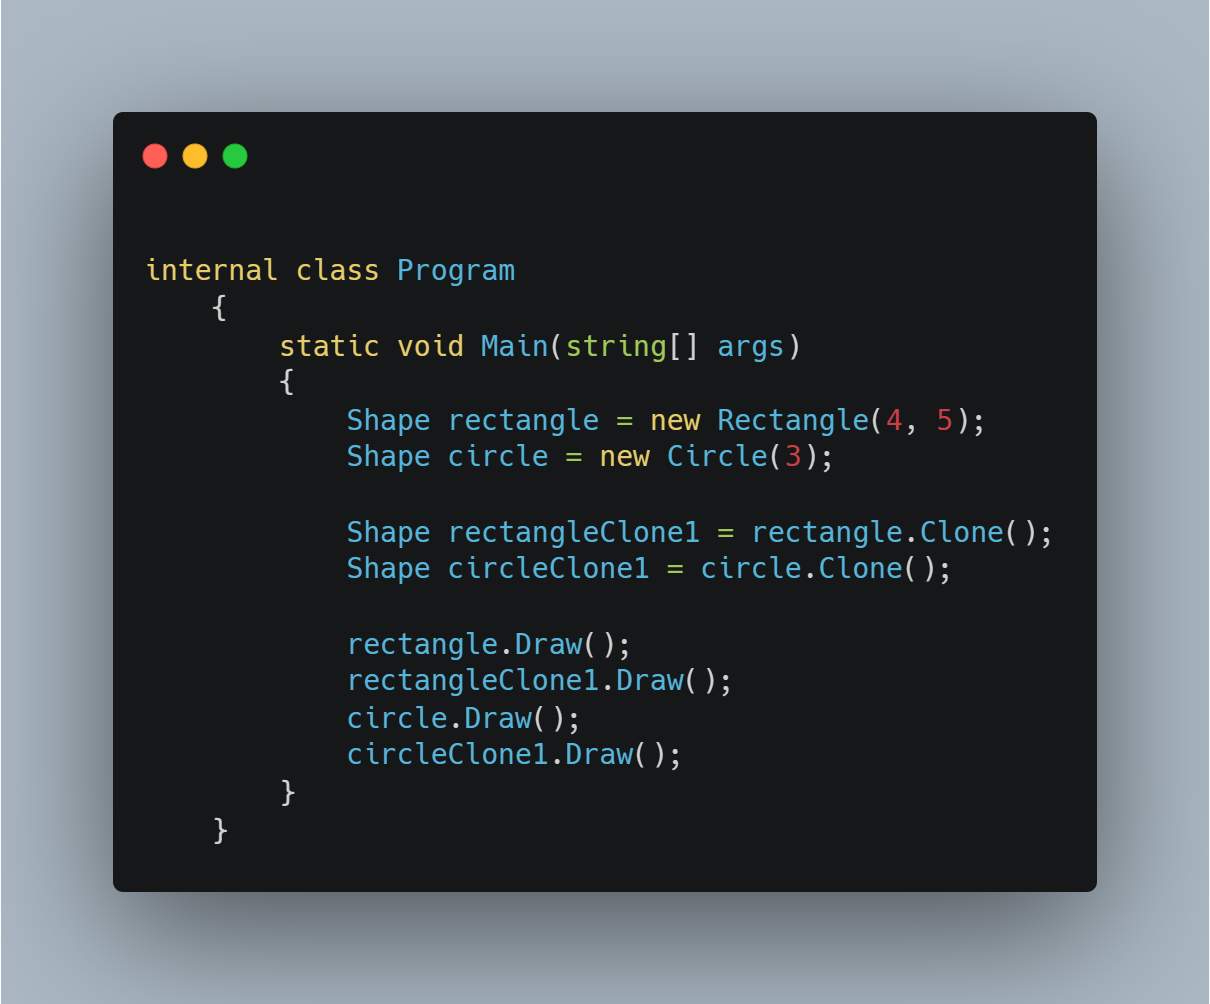 internal class Program
    {
        static void Main(string[] args)
        {
            Shape rectangle = new Rectangle(4, 5);
            Shape circle = new Circle(3);

            Shape rectangleClone1 = rectangle.Clone();
            Shape circleClone1 = circle.Clone();

            rectangle.Draw();
            rectangleClone1.Draw();
            circle.Draw();
            circleClone1.Draw();
        }
    }